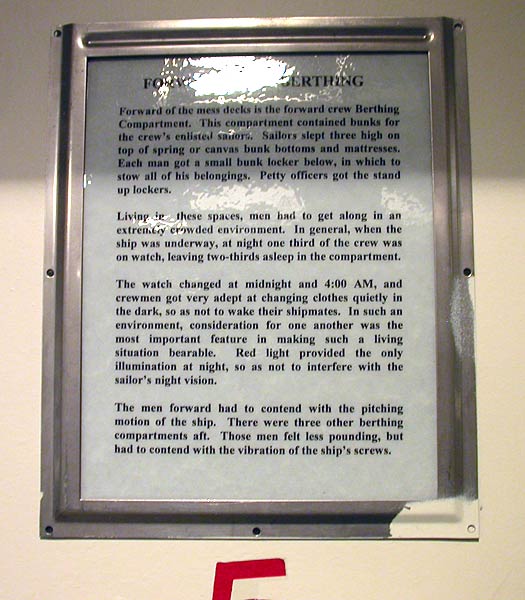 BERTHING
Forward of the mess decks is the forward crew Berthing
Compartment. This compartment contained bunks for
the crew's enlisted sailors. Sailors slept three high on
top of spring or canvas bunk bottoms and mattresses.
Each man got a small bunk locker below, in which to
stow all of his belongings. Petty officers got the stand
up lockers.
Living in these spaces, men had to get along in an
extremely crowded environment. In general, when the
ship was underway, at night one third of the crew was
on watch, leaving two-thirds asleep in the compartment.
The watch changed at midnight and 4:00 AM, and
crewmen got very adept at changing clothes quietly in
the dark, so as not to wake their shipmates. In such an
environment, consideration for one another was the
most important feature in making such a living
situation bearable. Red light provided the only
illumination at night, so as not to interfere with the
sailor's night vision.
The men forward had to contend with the pitching
motion of the ship. There were three other berthing
compartments aft. Those men felt less pounding, but
had to contend with the vibration of the ship's screws.